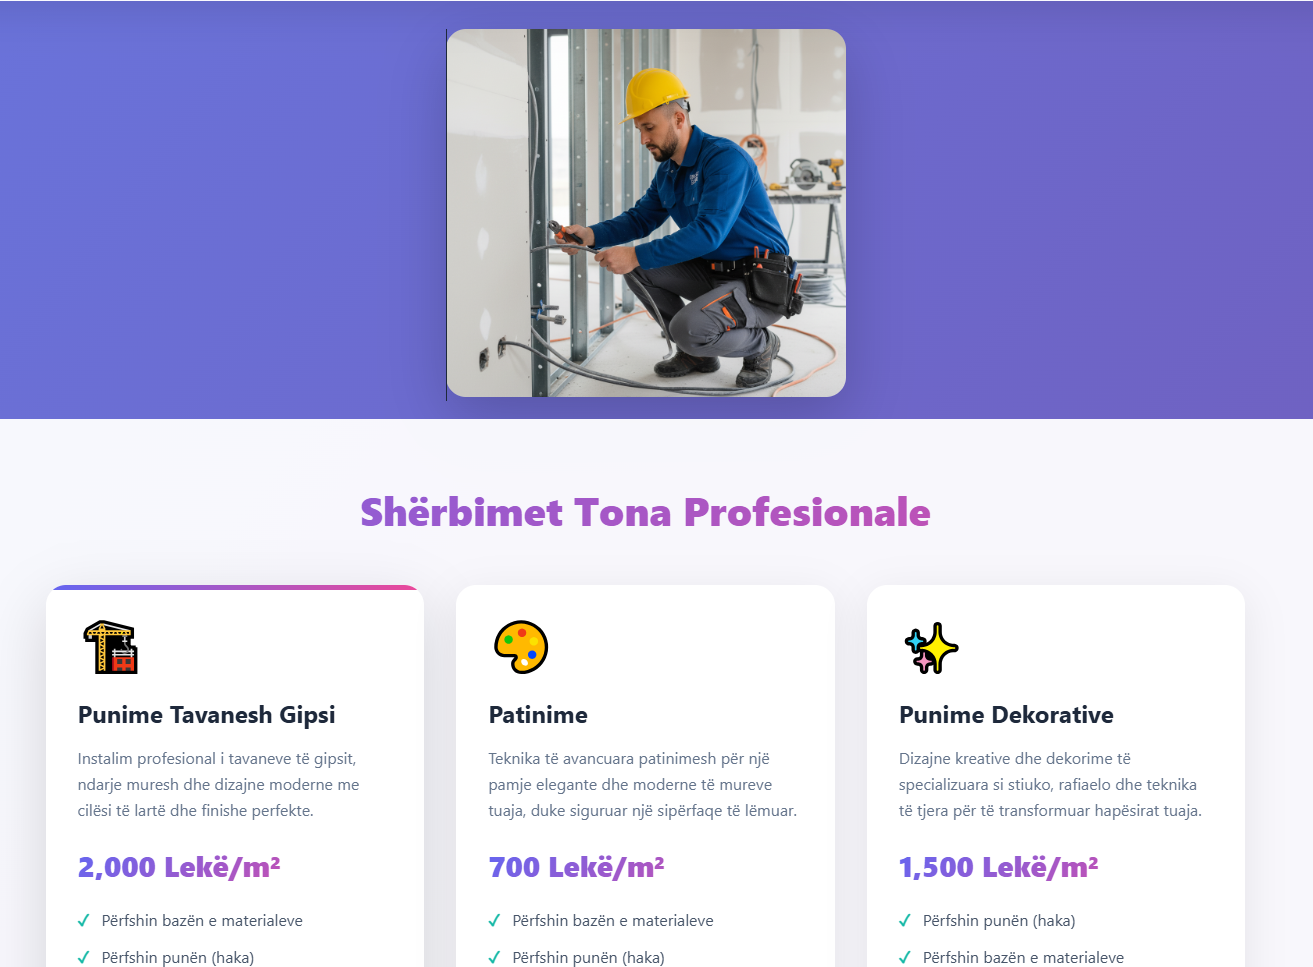 Shërbimet Tona Profesionale
Punime Tavanesh Gipsi
Instalim profesional i tavaneve të gipsit,
ndarje muresh dhe dizajne moderne me
cilësi të lartë dhe finishe perfekte.
2,000 Lekë/m²
✓ Përfshin bazën e materialeve
✓ Përfshin punën (haka)
Patinime
Teknika të avancuara patinimesh për një
pamje elegante dhe moderne të mureve
tuaja, duke siguruar një sipërfaqe të lëmuar.
700 Lekë/m²
✓ Përfshin bazën e materialeve
✓ Përfshin punën (haka)
Punime Dekorative
Dizajne kreative dhe dekorime të
specializuara si stiuko, rafiaelo dhe teknika
të tjera për të transformuar hapësirat tuaja.
1,500 Lekë/m²
✓ Përfshin punën (haka)
✓ Përfshin bazën e materialeve